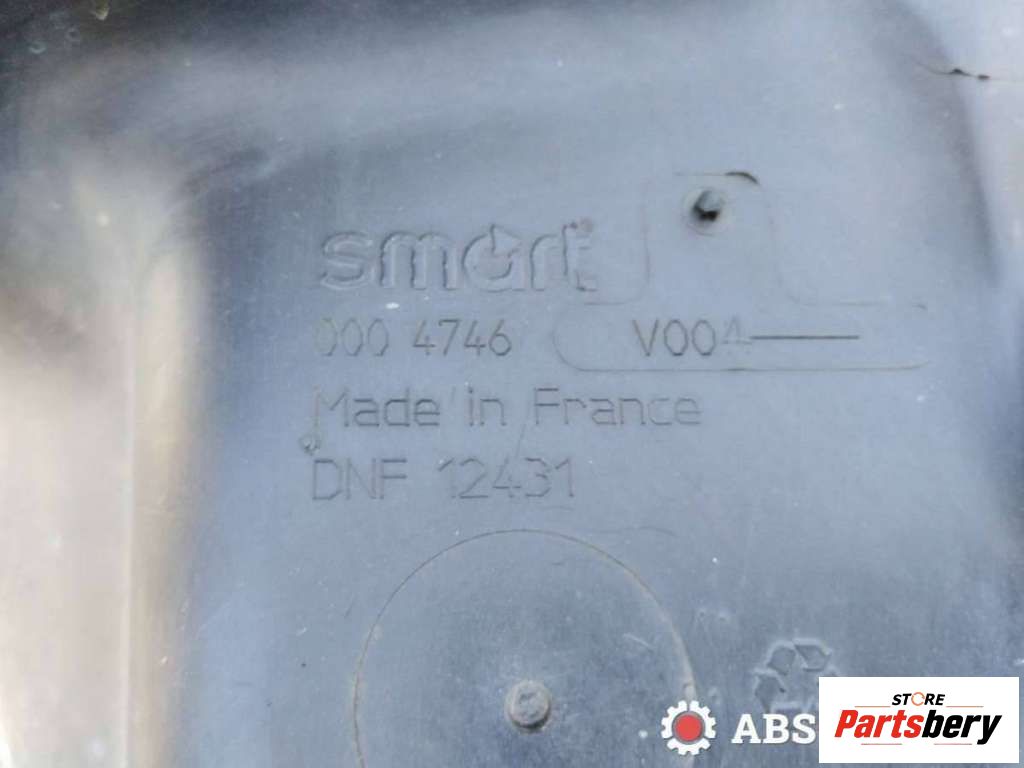 smart
000 4746 V004
Made in France
DNF 12431
ABS
STORE
Partsbery